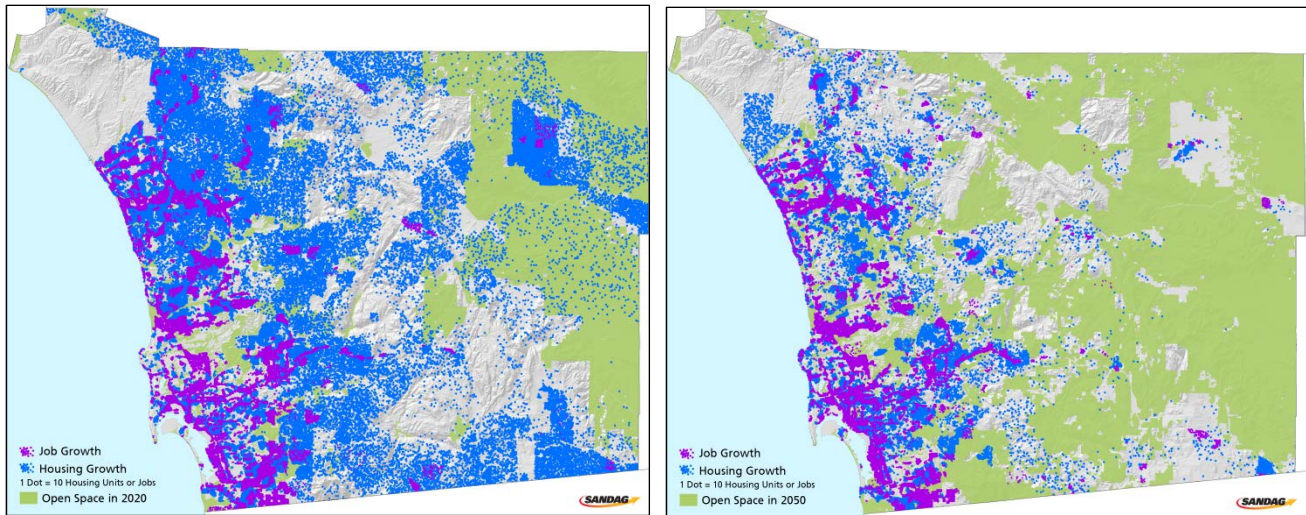 Job Growth
Housing Growth
1 Dot = 10 Housing Units or Jobs
Open Space in 2020
SANDAG
Job Growth
Housing Growth
1 Dot = 10 Housing Units or Jobs
Open Space in 2050
SANDAG